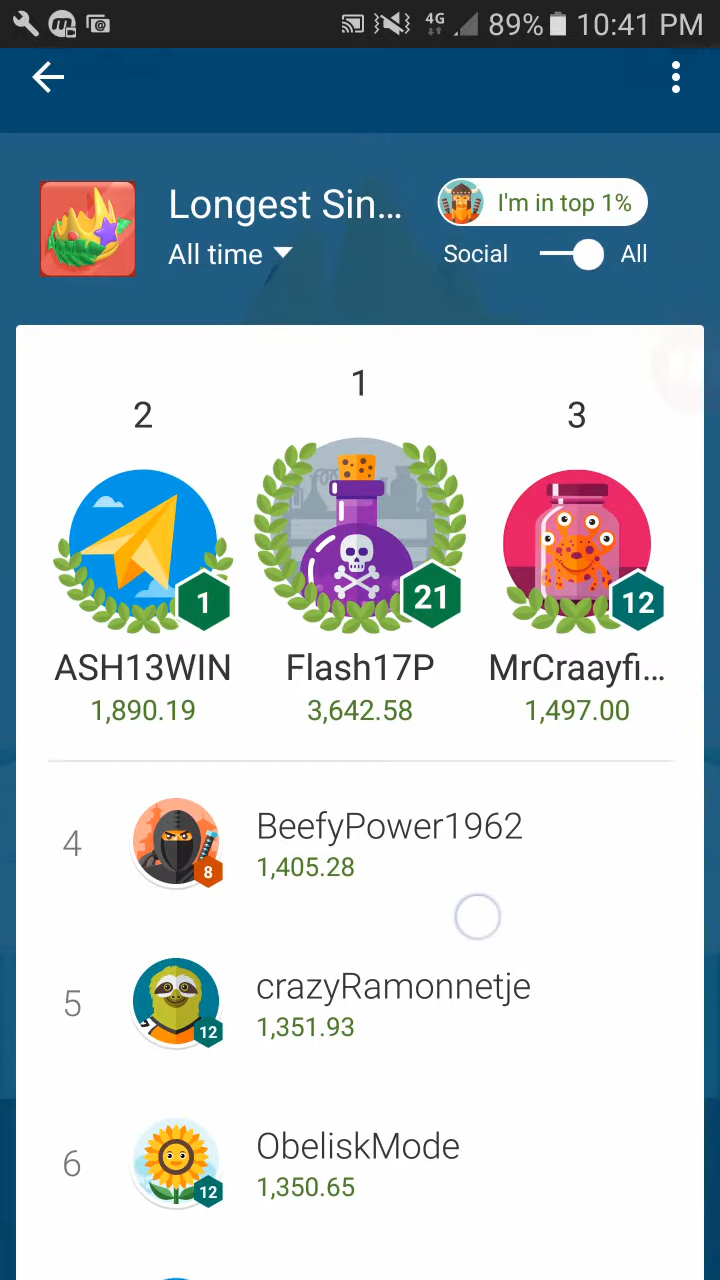 4G 89% 10:41 PM
Longest Sin...
I'm in top 1%
All time
Social All
1
2
3
1
21
12
ASH13WIN Flash17P MrCraayfi...
1,890.19 3,642.58 1,497.00
4
BeefyPower1962
8
1,405.28
5
crazyRamonnetje
12
1,351.93
6
ObeliskMode
12
1,350.65